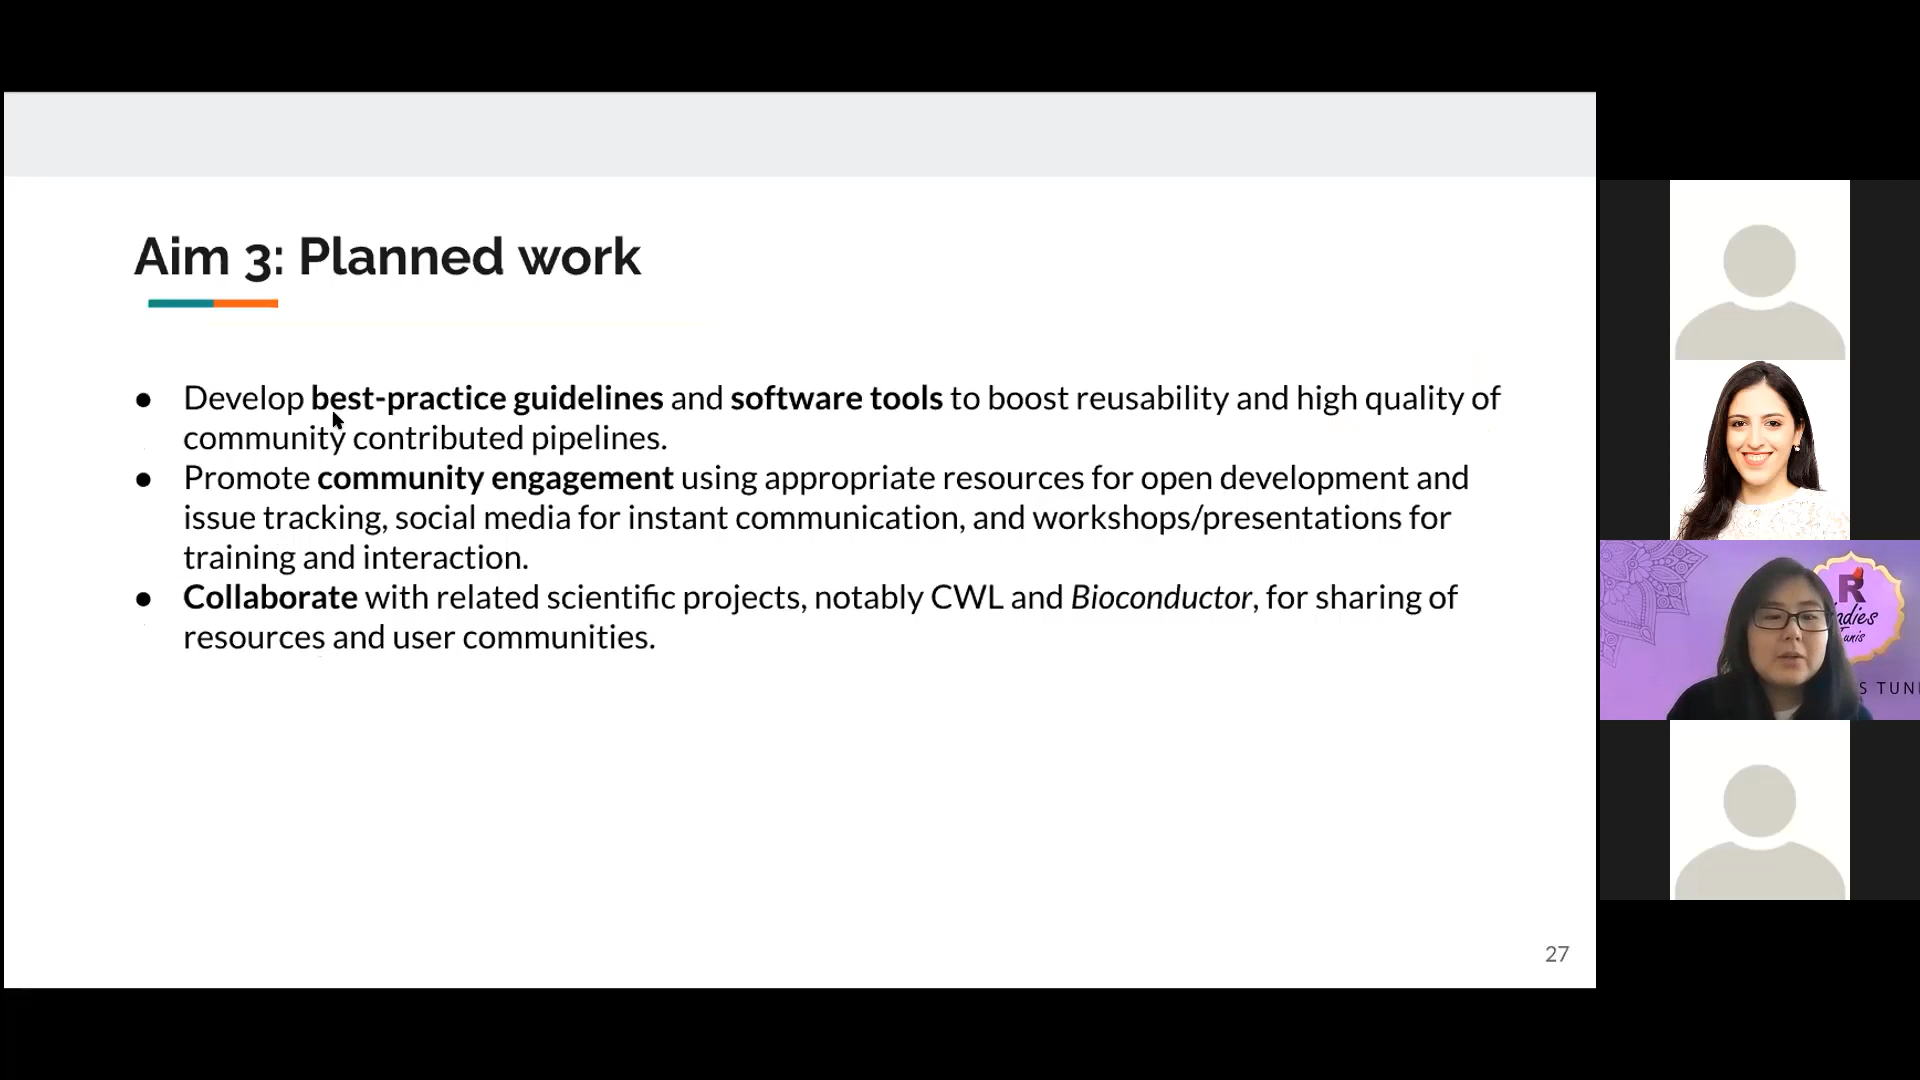 Aim 3: Planned work
● Develop best-practice guidelines and software tools to boost reusability and high quality of
community contributed pipelines.
● Promote community engagement using appropriate resources for open development and
issue tracking, social media for instant communication, and workshops/presentations for
training and interaction.
● Collaborate with related scientific projects, notably CWL and Bioconductor, for sharing of
resources and user communities.
27
R